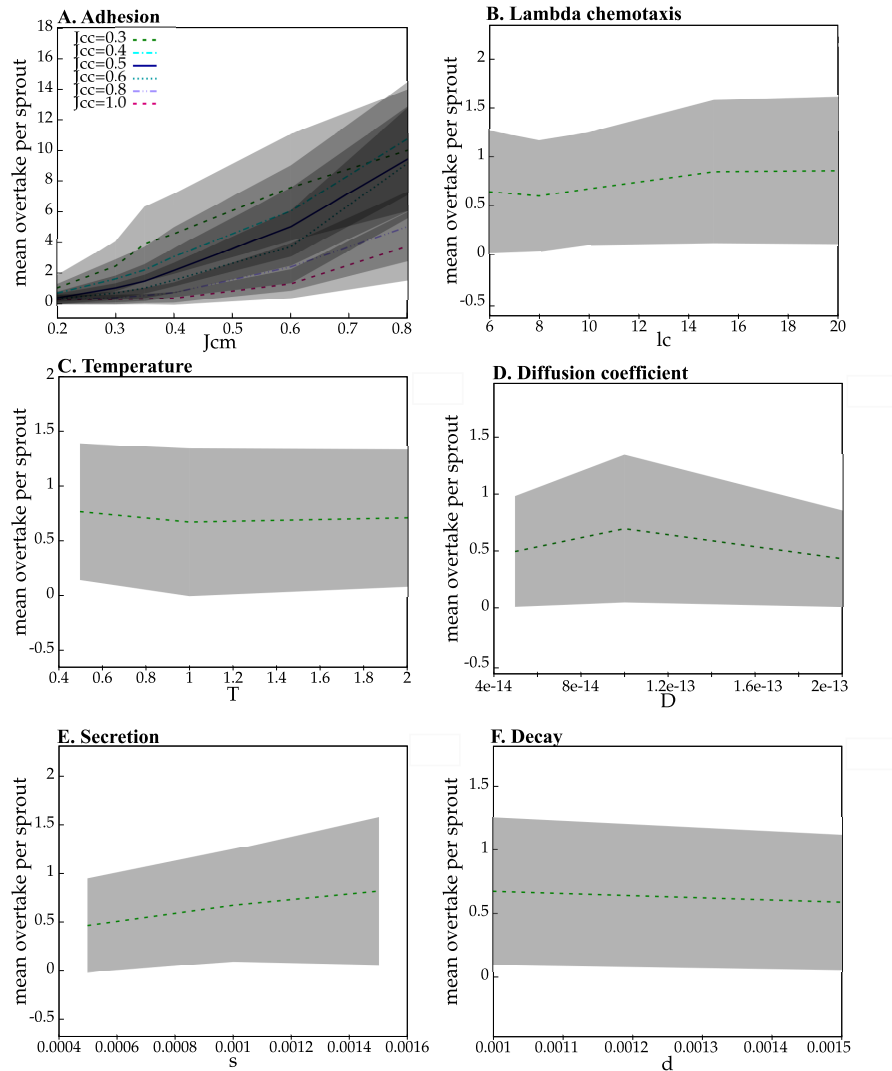 A. Adhesion
18
16
14
12
10
8
6
4
2
0
mean overtake per sprout
Jcc=0.3
Jcc=0.4
Jcc=0.5
Jcc=0.6
Jcc=0.8
Jcc=1.0
0.2 0.3 0.4 0.5 0.6 0.7 0.8
Jcm
B. Lambda chemotaxis
2
1.5
1
0.5
0
-0.5
mean overtake per sprout
6 8 10 12 14 16 18 20
lc
C. Temperature
2
1.5
1
0.5
0
-0.5
mean overtake per sprout
0.4 0.6 0.8 1 1.2 1.4 1.6 1.8 2
T
D. Diffusion coefficient
1.5
1
0.5
0
-0.5
mean overtake per sprout
4e-14 8e-14 1.2e-13 1.6e-13 2e-13
D
E. Secretion
2
1.5
1
0.5
0
-0.5
mean overtake per sprout
0.0004 0.0006 0.0008 0.001 0.0012 0.0014 0.0016
s
F. Decay
1.5
1
0.5
0
mean overtake per sprout
0.001 0.0011 0.0012 0.0013 0.0014 0.0015
d